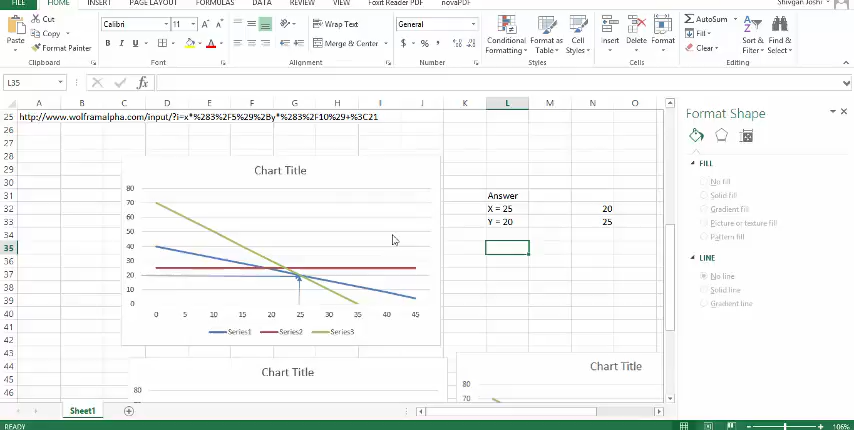 FILE HOME INSERT PAGE LAYOUT FORMULAS DATA REVIEW VIEW Foxit Reader PDF novaPDF Shivgan Joshi
Cut
Copy
Format Painter
Paste
Clipboard
Calibri 11
B I U
Font
Wrap Text
Merge & Center
Alignment
General
$ % ,
Number
Conditional Formatting
Format as Table
Cell Styles
Styles
Insert Delete Format
Cells
AutoSum
Fill
Clear
Sort & Filter
Find & Select
Editing
L35
fx
A B C D E F G H I J K L M N O
25 http://www.wolframalpha.com/input/?i=x*%283%2F5%29%2By*%283%2F10%29+%3C21
26
27
28
29
30
31 Answer
32 X = 25 20
33 Y = 20 25
34
35
36
37
38
39
40
41
42
43
44
45
46
Chart Title
80
70
60
50
40
30
20
10
0
0 5 10 15 20 25 30 35 40 45
Series1 Series2 Series3
Chart Title
80
Chart Title
80
70
Format Shape
FILL
No fill
Solid fill
Gradient fill
Picture or texture fill
Pattern fill
LINE
No line
Solid line
Gradient line
Sheet1
READY
106%